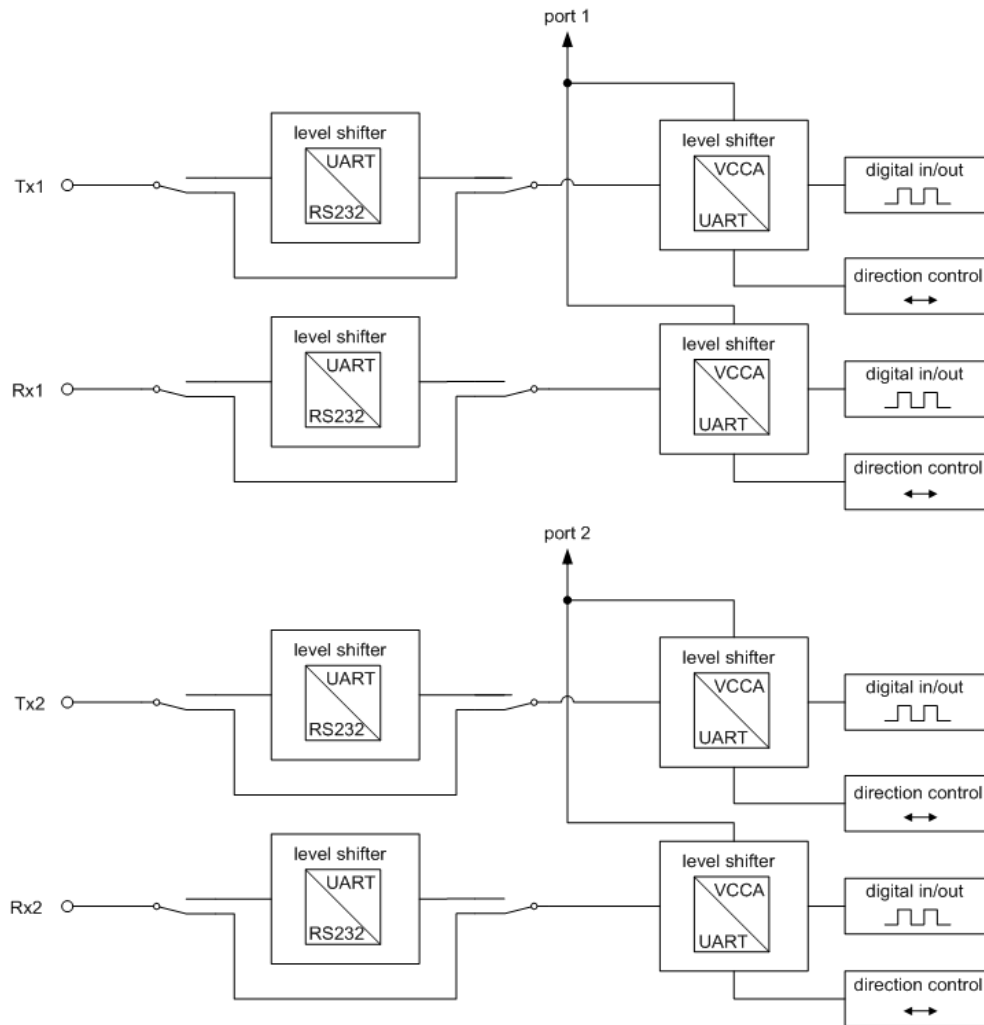 port 1
level shifter
UART
RS232
level shifter
VCCA
UART
digital in/out
Tx1
direction control
level shifter
UART
RS232
level shifter
VCCA
UART
digital in/out
Rx1
direction control
port 2
level shifter
UART
RS232
level shifter
VCCA
UART
digital in/out
Tx2
direction control
level shifter
UART
RS232
level shifter
VCCA
UART
digital in/out
Rx2
direction control